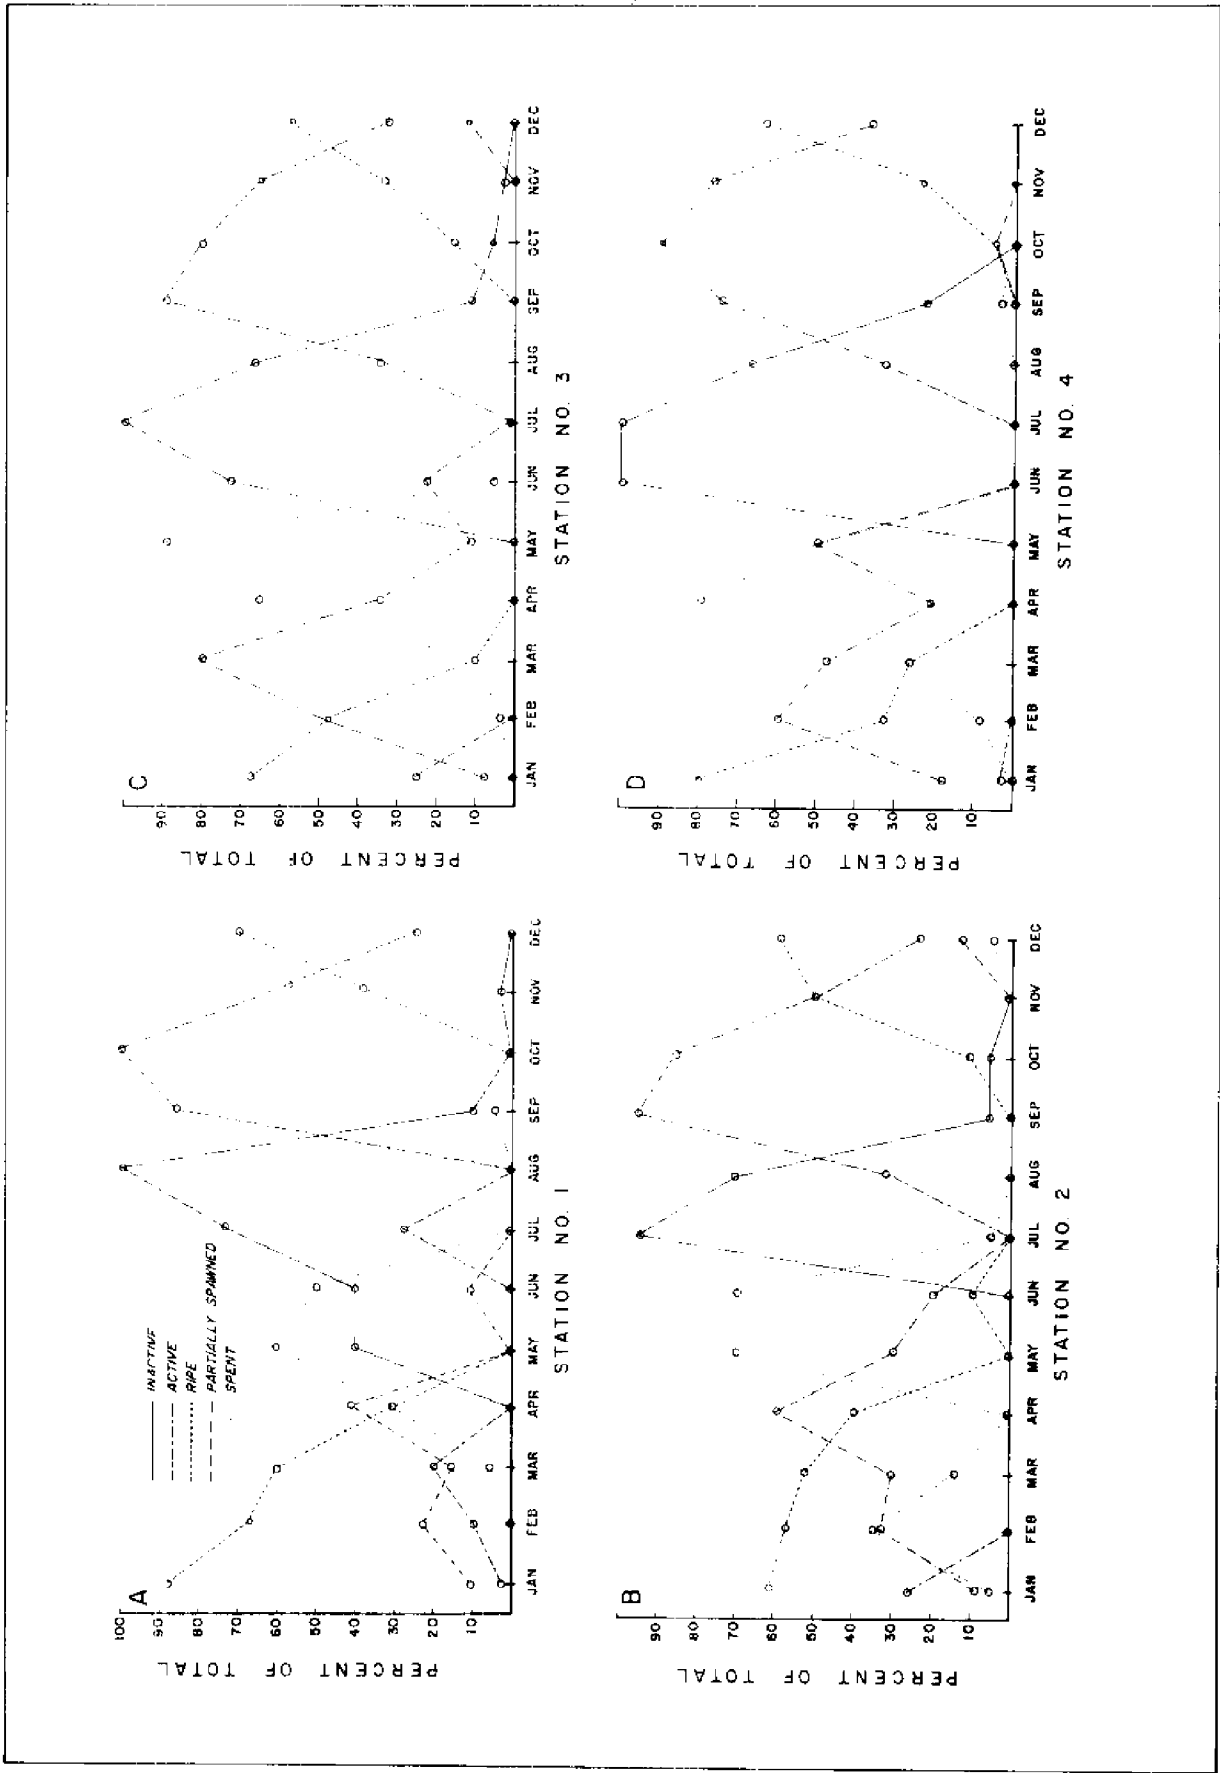 A
100
90
80
70
60
50
40
30
20
10
PERCENT OF TOTAL
INACTIVE
ACTIVE
RIPE
PARTIALLY SPAWNED
SPENT
JAN FEB MAR APR MAY JUN JUL AUG SEP OCT NOV DEC
STATION NO. 1
C
100
90
80
70
60
50
40
30
20
10
PERCENT OF TOTAL
JAN FEB MAR APR MAY JUN JUL AUG SEP OCT NOV DEC
STATION NO. 3
B
90
80
70
60
50
40
30
20
10
PERCENT OF TOTAL
JAN FEB MAR APR MAY JUN JUL AUG SEP OCT NOV DEC
STATION NO. 2
D
90
80
70
60
50
40
30
20
10
PERCENT OF TOTAL
JAN FEB MAR APR MAY JUN JUL AUG SEP OCT NOV DEC
STATION NO. 4